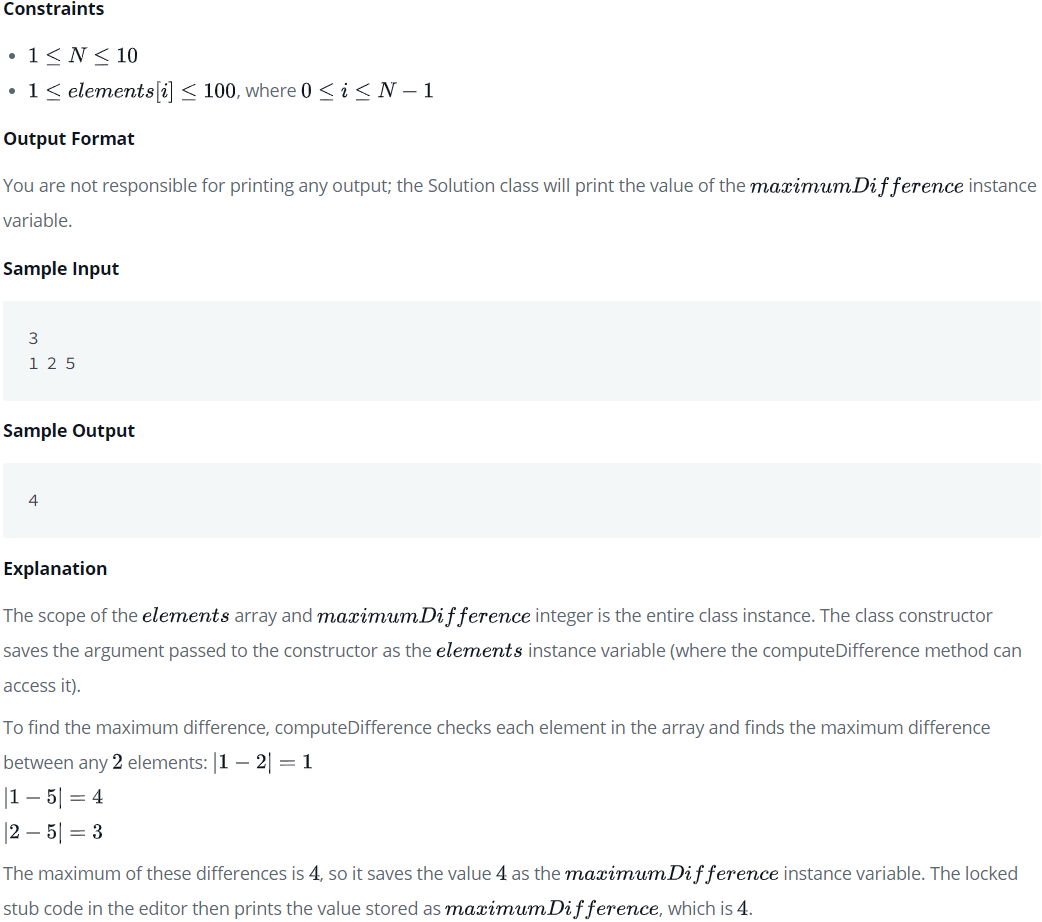 Constraints
• 1 ≤ N ≤ 10
• 1 ≤ elements[i] ≤ 100, where 0 ≤ i ≤ N − 1
Output Format
You are not responsible for printing any output; the Solution class will print the value of the maximumDifference instance
variable.
Sample Input
3
1 2 5
Sample Output
4
Explanation
The scope of the elements array and maximumDifference integer is the entire class instance. The class constructor
saves the argument passed to the constructor as the elements instance variable (where the computeDifference method can
access it).
To find the maximum difference, computeDifference checks each element in the array and finds the maximum difference
between any 2 elements: |1 − 2| = 1
|1 − 5| = 4
|2 − 5| = 3
The maximum of these differences is 4, so it saves the value 4 as the maximumDifference instance variable. The locked
stub code in the editor then prints the value stored as maximumDifference, which is 4.